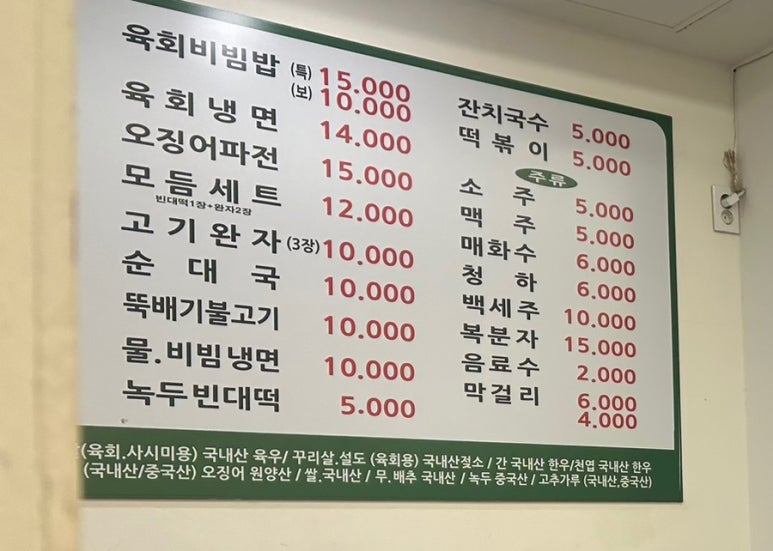 육회비빔밥 (특) 15.000
(보) 10.000
육회냉면 14.000
오징어파전 15.000
모듬세트 12.000
빈대떡1장+완자2장
고기완자(3장) 10.000
순대국 10.000
뚝배기불고기 10.000
물.비빔냉면 10.000
녹두빈대떡 5.000
잔치국수 5.000
떡볶이 5.000
주류
소주 5.000
맥주 5.000
매화수 6.000
청하 6.000
백세주 10.000
복분자 15.000
음료수 2.000
막걸리 6.000
4.000
(육회.사시미용) 국내산 육우/ 꾸리살.설도 (육회용) 국내산젖소 / 간 국내산 한우/천엽 국내산 한우
(국내산/중국산) 오징어 원양산 / 쌀.국내산 / 무.배추 국내산 / 녹두 중국산 / 고추가루 (국내산,중국산)